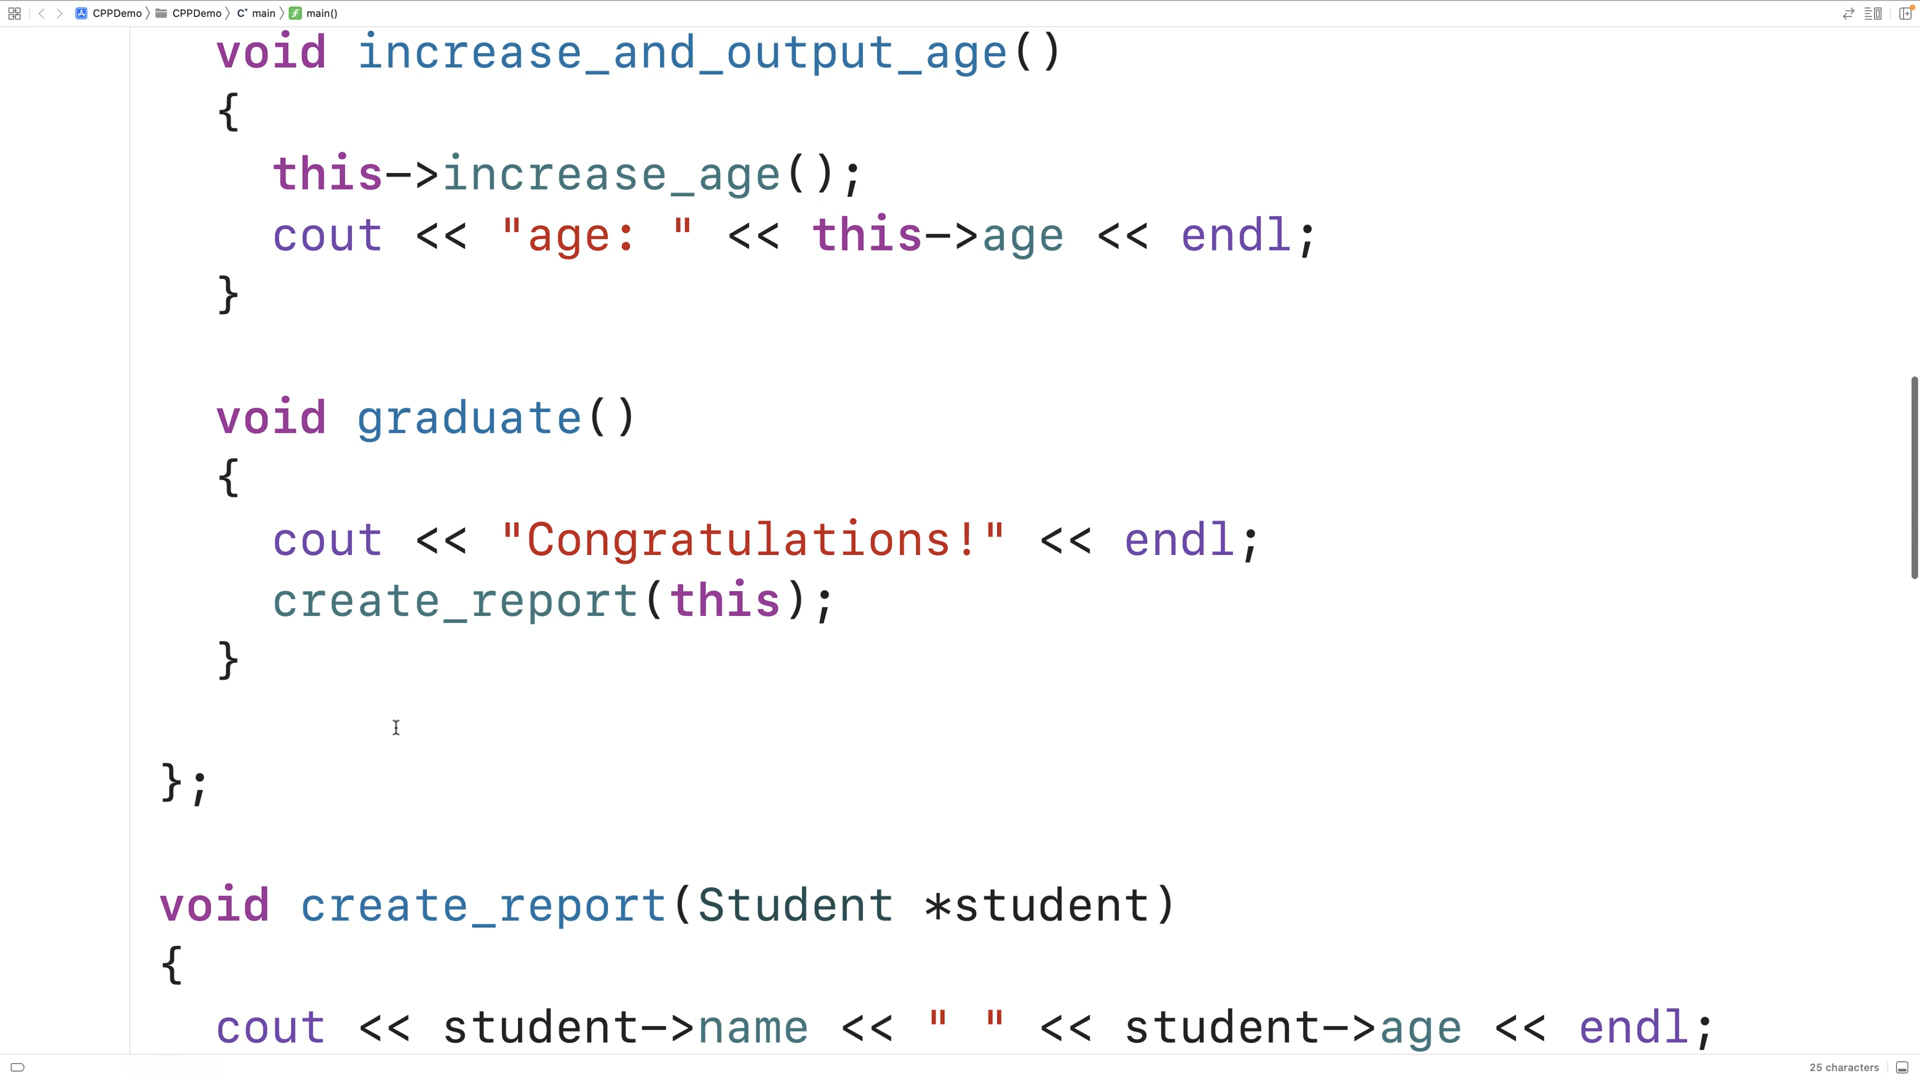 CPPDemo CPPDemo C+ main f main()
void increase_and_output_age()
{
this->increase_age();
cout << "age: " << this->age << endl;
}
void graduate()
{
cout << "Congratulations!" << endl;
create_report(this);
}
};
void create_report(Student *student)
{
cout << student->name << " " << student->age << endl;
25 characters